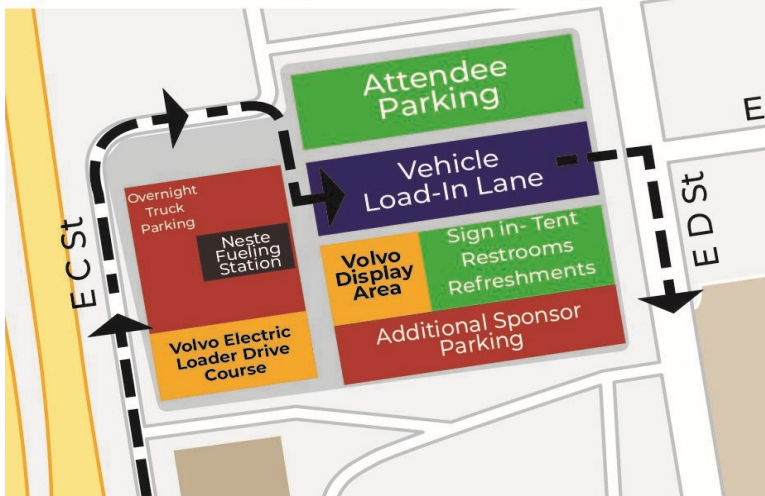 Attendee
Parking
E
Vehicle
Load-In Lane
Overnight
Truck
Parking
Neste
Fueling
Station
E C St
E D St
Volvo
Display
Area
Sign in- Tent
Restrooms
Refreshments
Volvo Electric
Loader Drive
Course
Additional Sponsor
Parking